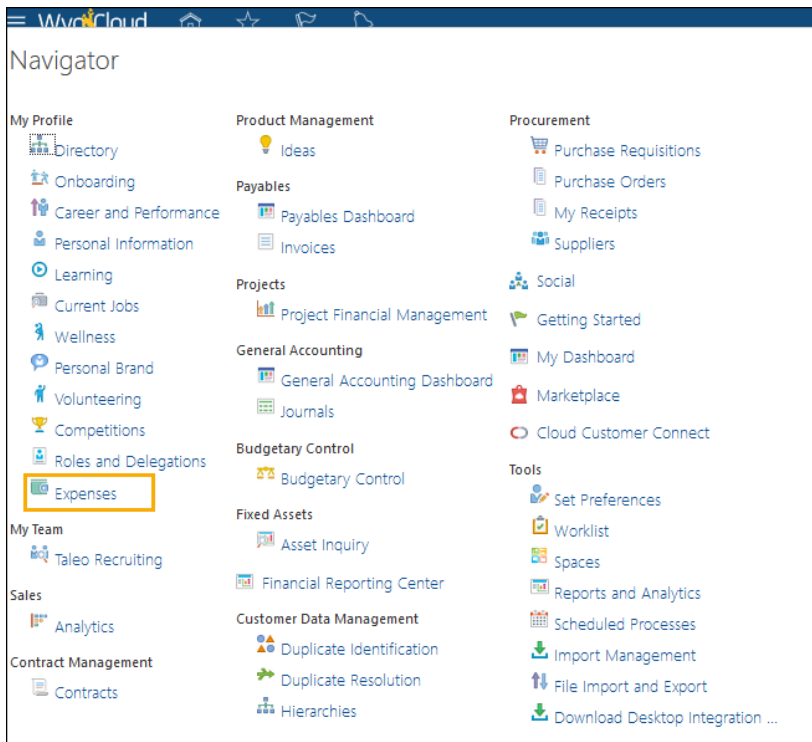 WyoCloud
Navigator
My Profile
Directory
Onboarding
Career and Performance
Personal Information
Learning
Current Jobs
Wellness
Personal Brand
Volunteering
Competitions
Roles and Delegations
Expenses
My Team
Taleo Recruiting
Sales
Analytics
Contract Management
Contracts
Product Management
Ideas
Payables
Payables Dashboard
Invoices
Projects
Project Financial Management
General Accounting
General Accounting Dashboard
Journals
Budgetary Control
Budgetary Control
Fixed Assets
Asset Inquiry
Financial Reporting Center
Customer Data Management
Duplicate Identification
Duplicate Resolution
Hierarchies
Procurement
Purchase Requisitions
Purchase Orders
My Receipts
Suppliers
Social
Getting Started
My Dashboard
Marketplace
Cloud Customer Connect
Tools
Set Preferences
Worklist
Spaces
Reports and Analytics
Scheduled Processes
Import Management
File Import and Export
Download Desktop Integration ...